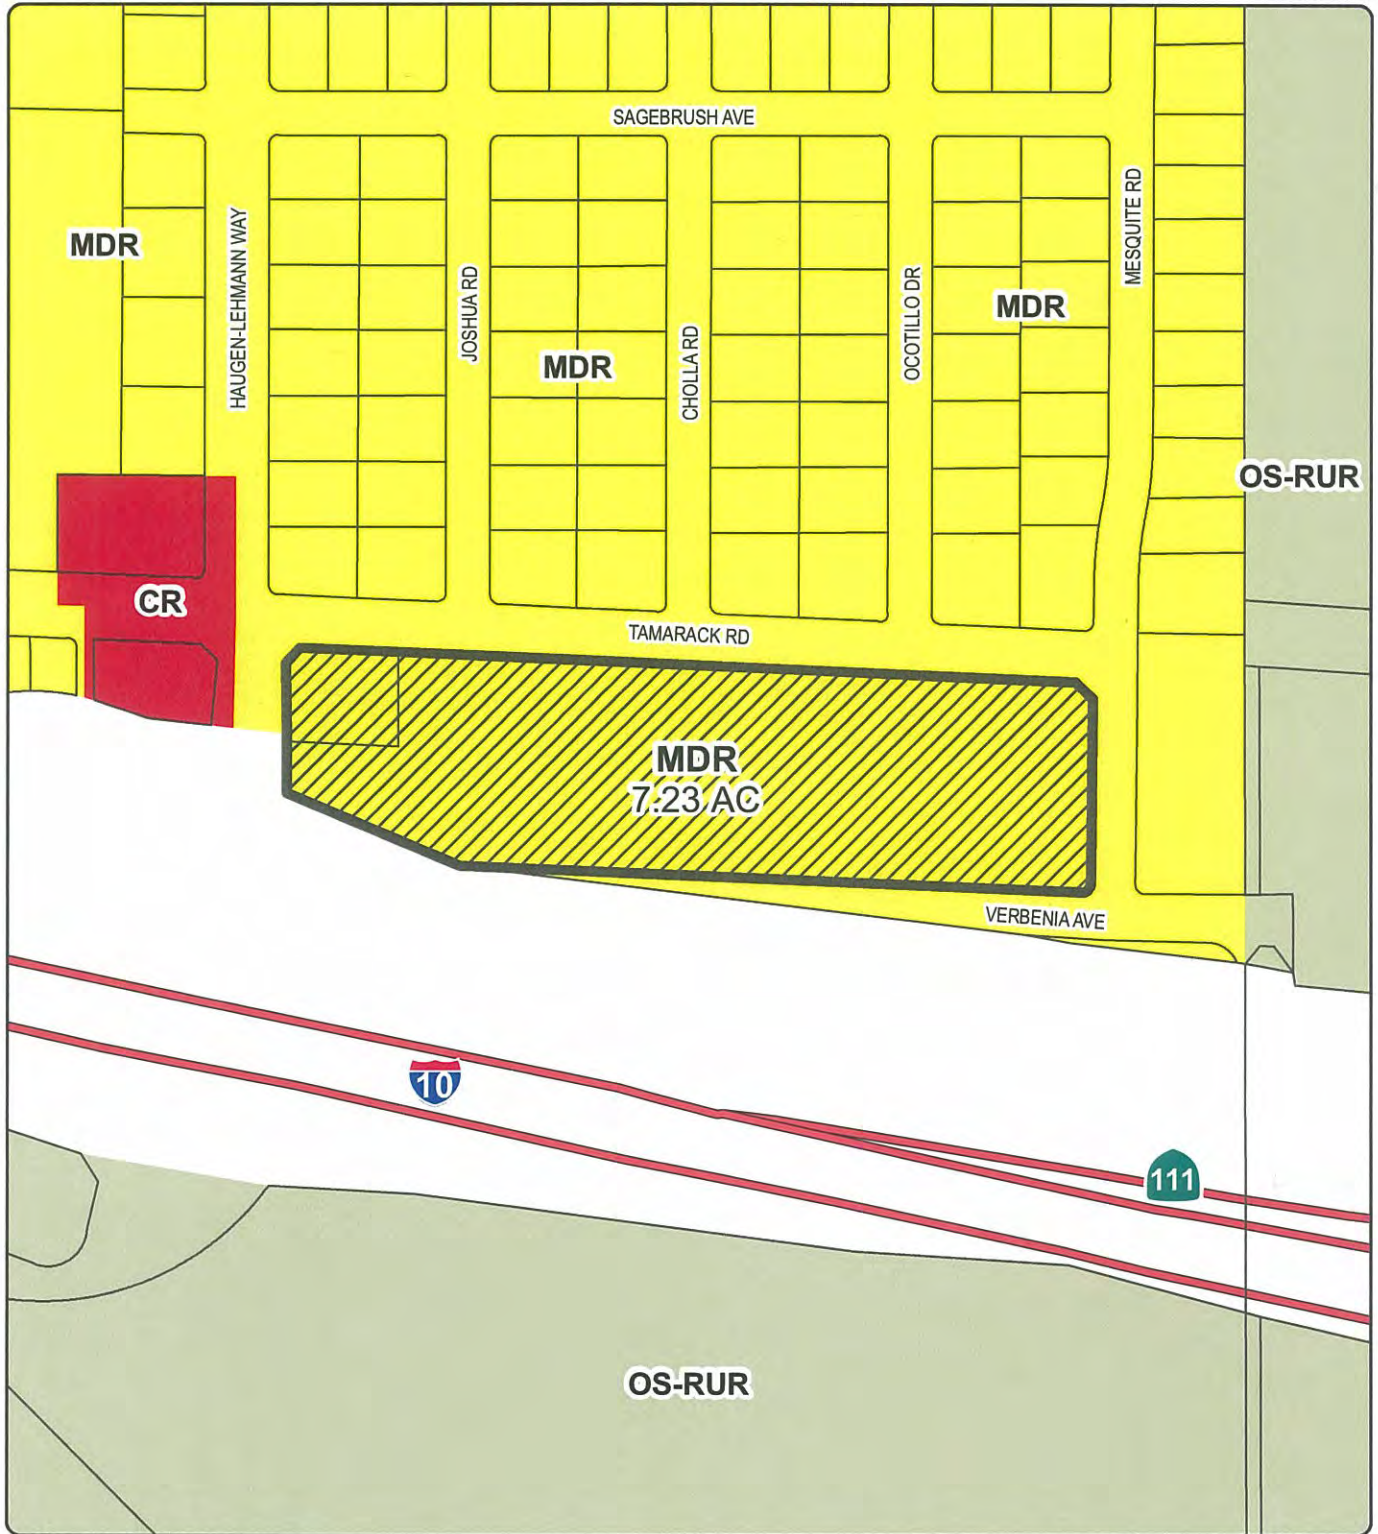 SAGEBRUSH AVE
MDR
HAUGEN-LEHMANN WAY
JOSHUA RD
MDR
CHOLLA RD
OCOTILLO DR
MDR
MESQUITE RD
OS-RUR
CR
TAMARACK RD
MDR
7.23 AC
VERBENIA AVE
10
111
OS-RUR